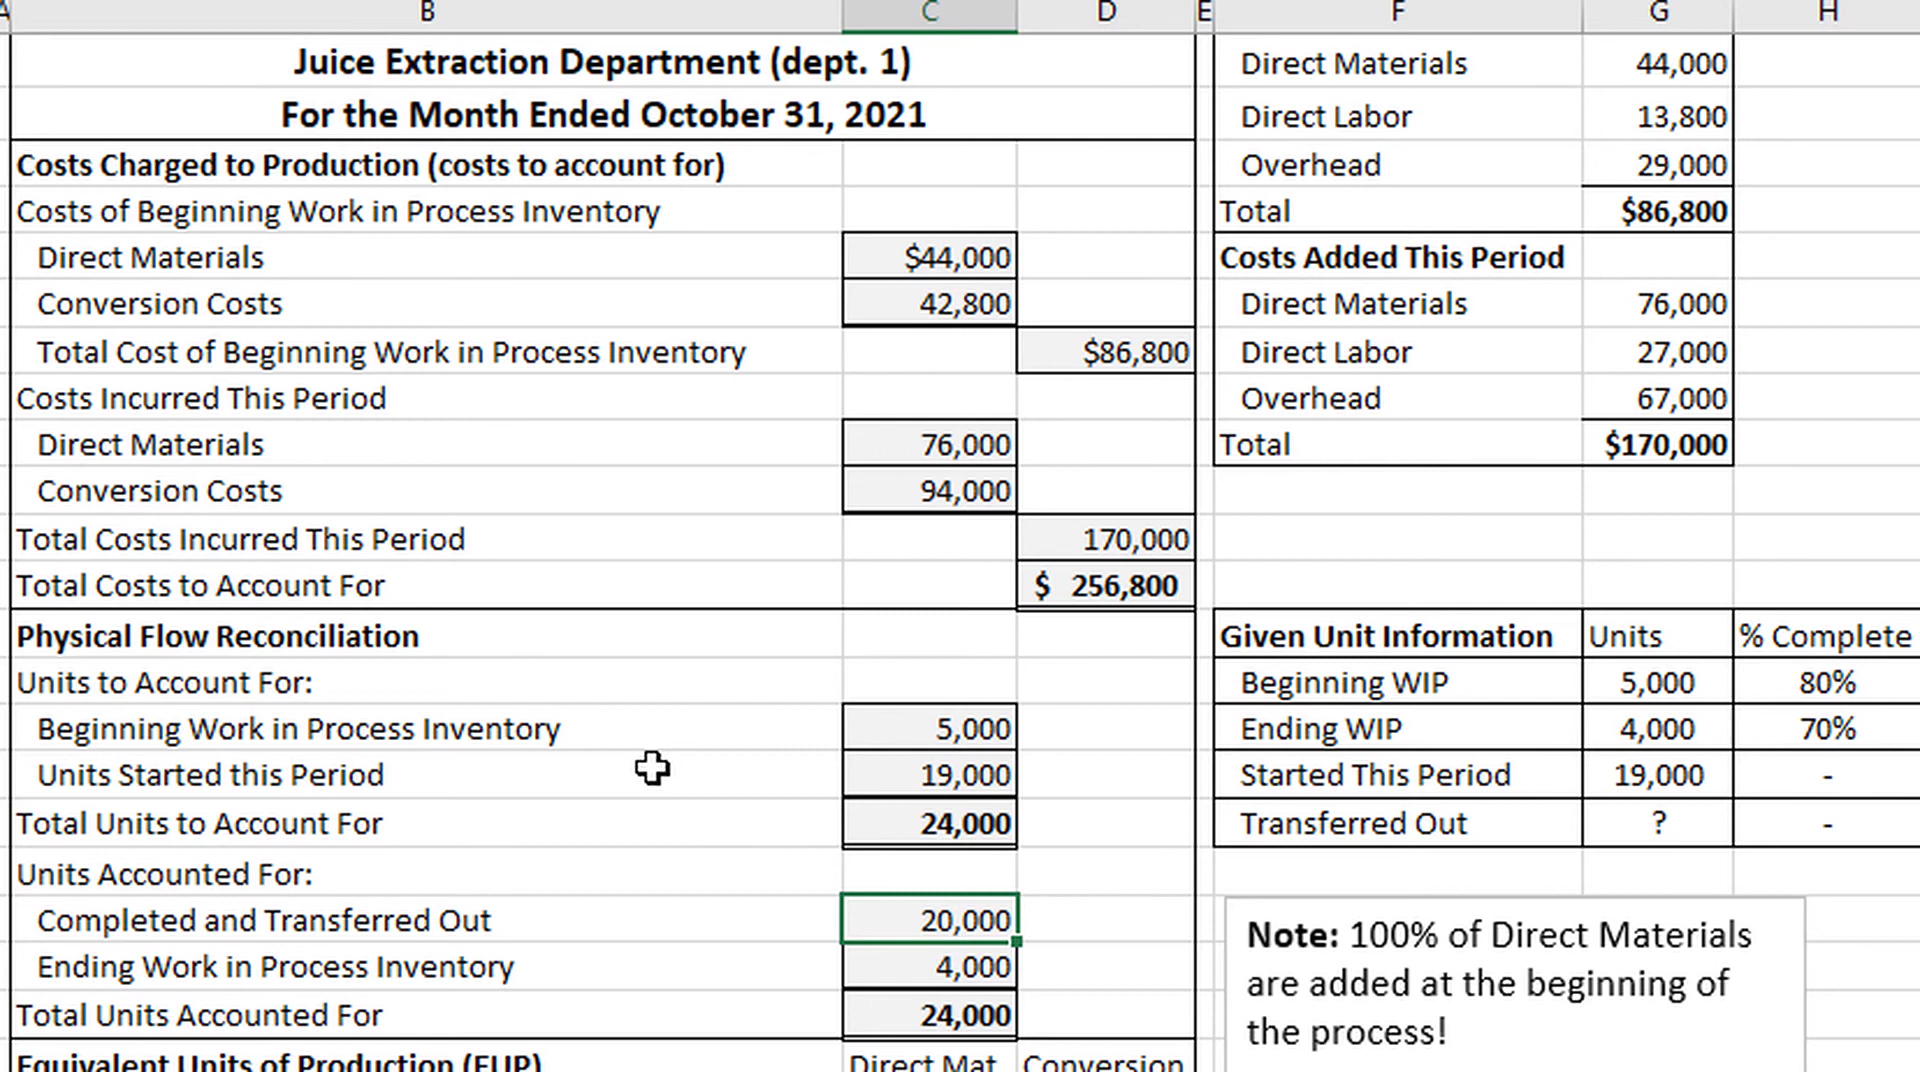 A B C D E F G H
Juice Extraction Department (dept. 1)
For the Month Ended October 31, 2021
Costs Charged to Production (costs to account for)
Costs of Beginning Work in Process Inventory
Direct Materials $44,000
Conversion Costs 42,800
Total Cost of Beginning Work in Process Inventory $86,800
Costs Incurred This Period
Direct Materials 76,000
Conversion Costs 94,000
Total Costs Incurred This Period 170,000
Total Costs to Account For $ 256,800
Physical Flow Reconciliation
Units to Account For:
Beginning Work in Process Inventory 5,000
Units Started this Period 19,000
Total Units to Account For 24,000
Units Accounted For:
Completed and Transferred Out 20,000
Ending Work in Process Inventory 4,000
Total Units Accounted For 24,000
Equivalent Units of Production (EUP) Direct Mat. Conversion
Direct Materials 44,000
Direct Labor 13,800
Overhead 29,000
Total $86,800
Costs Added This Period
Direct Materials 76,000
Direct Labor 27,000
Overhead 67,000
Total $170,000
Given Unit Information Units % Complete
Beginning WIP 5,000 80%
Ending WIP 4,000 70%
Started This Period 19,000 -
Transferred Out ? -
Note: 100% of Direct Materials
are added at the beginning of
the process!